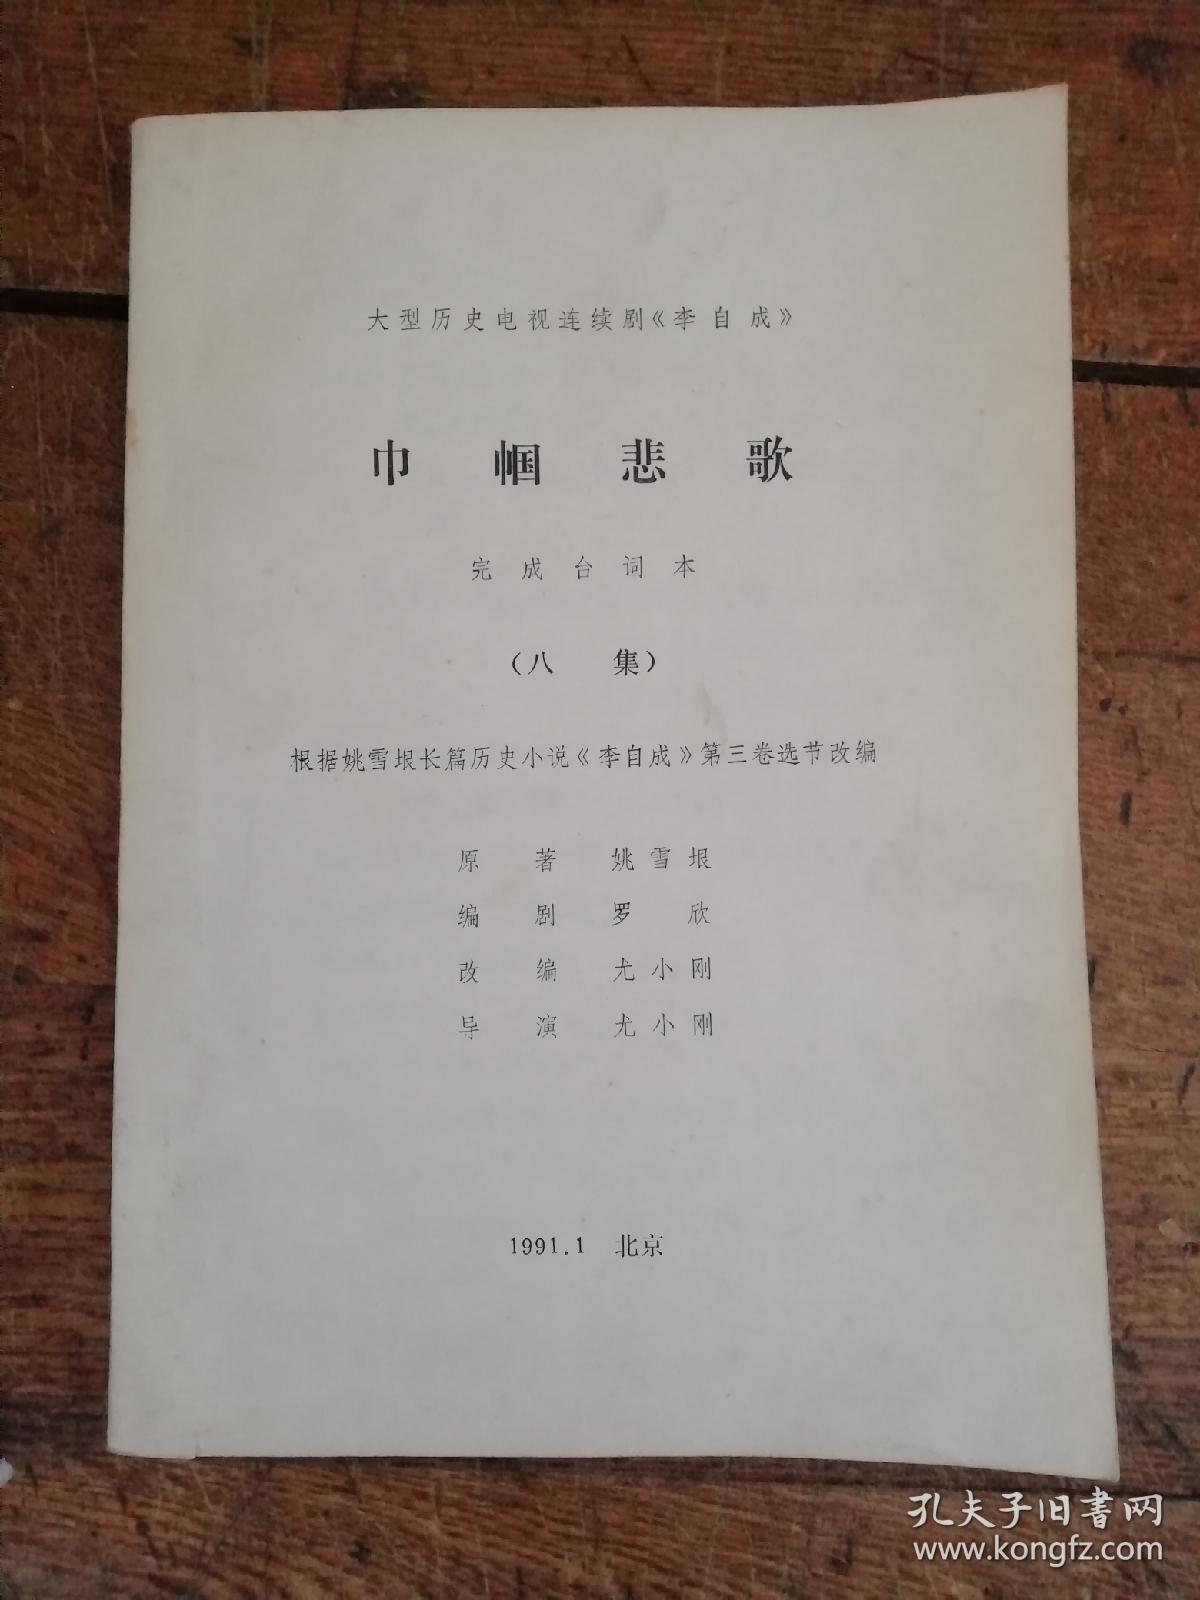 大型历史电视连续剧《李自成》
巾帼悲歌
完成台词本
（八集）
根据姚雪垠长篇历史小说《李自成》第三卷选节改编
原著 姚雪垠
编剧 罗欣
改编 尤小刚
导演 尤小刚
1991.1 北京
孔夫子旧书网
www.kongfz.com